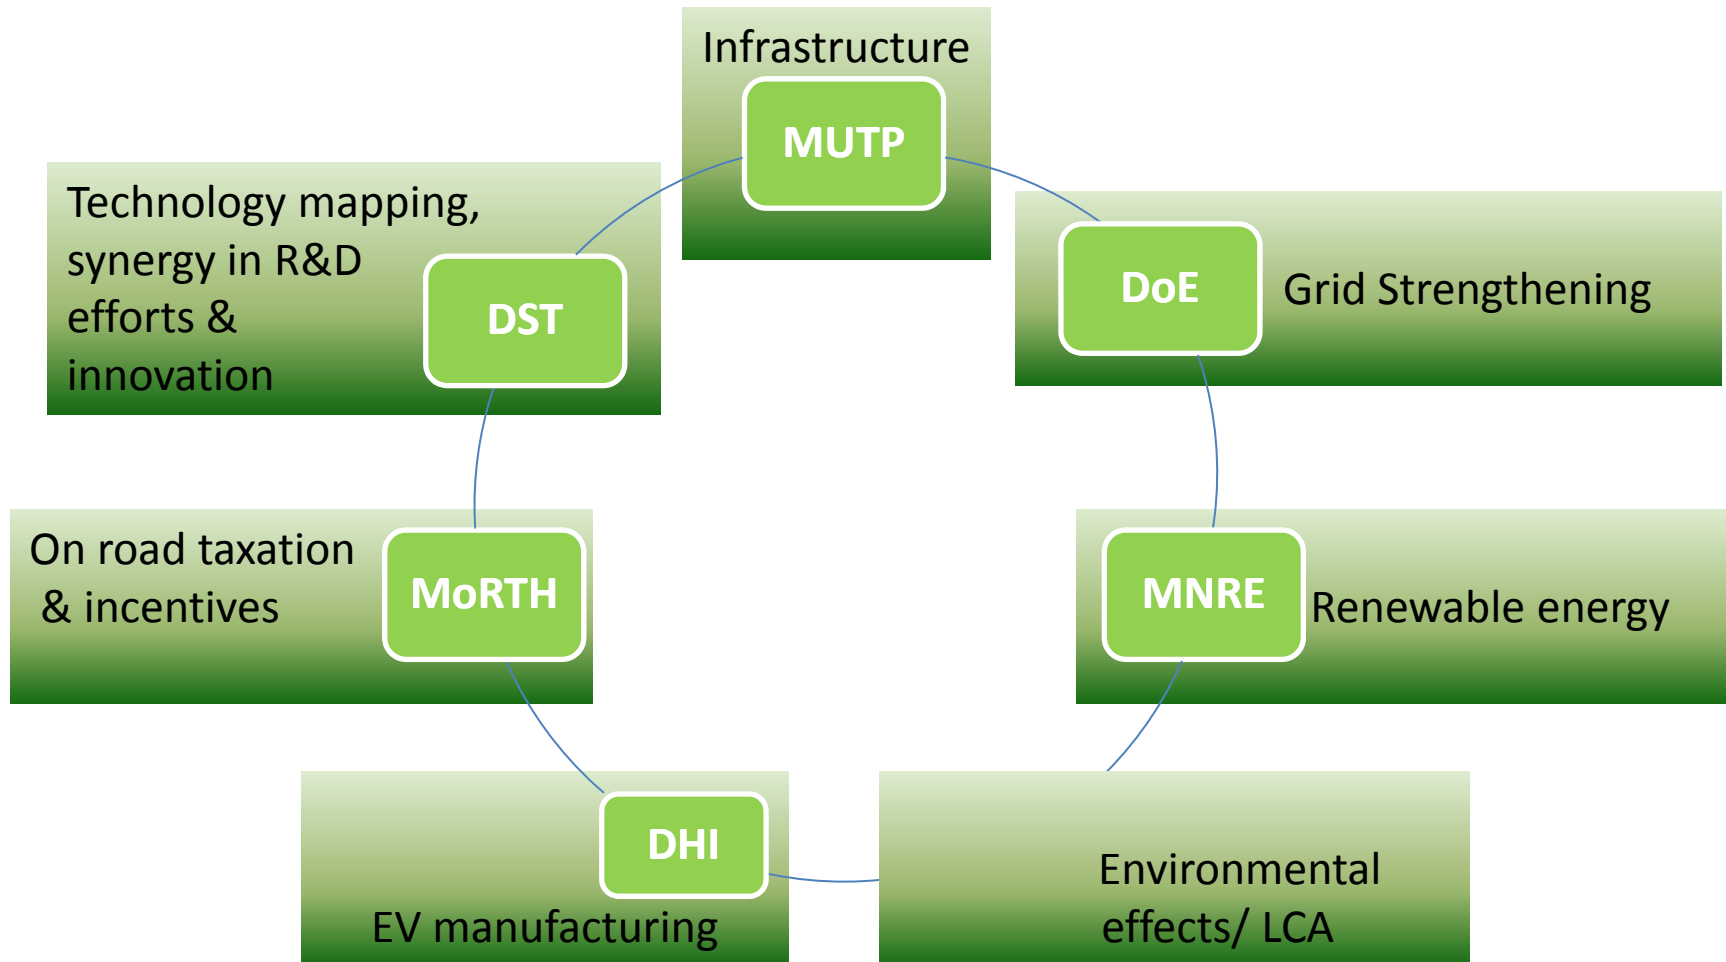 Infrastructure
MUTP
DoE
Grid Strengthening
MNRE
Renewable energy
Environmental
effects/ LCA
DHI
EV manufacturing
On road taxation
& incentives
MoRTH
Technology mapping,
synergy in R&D
efforts &
innovation
DST